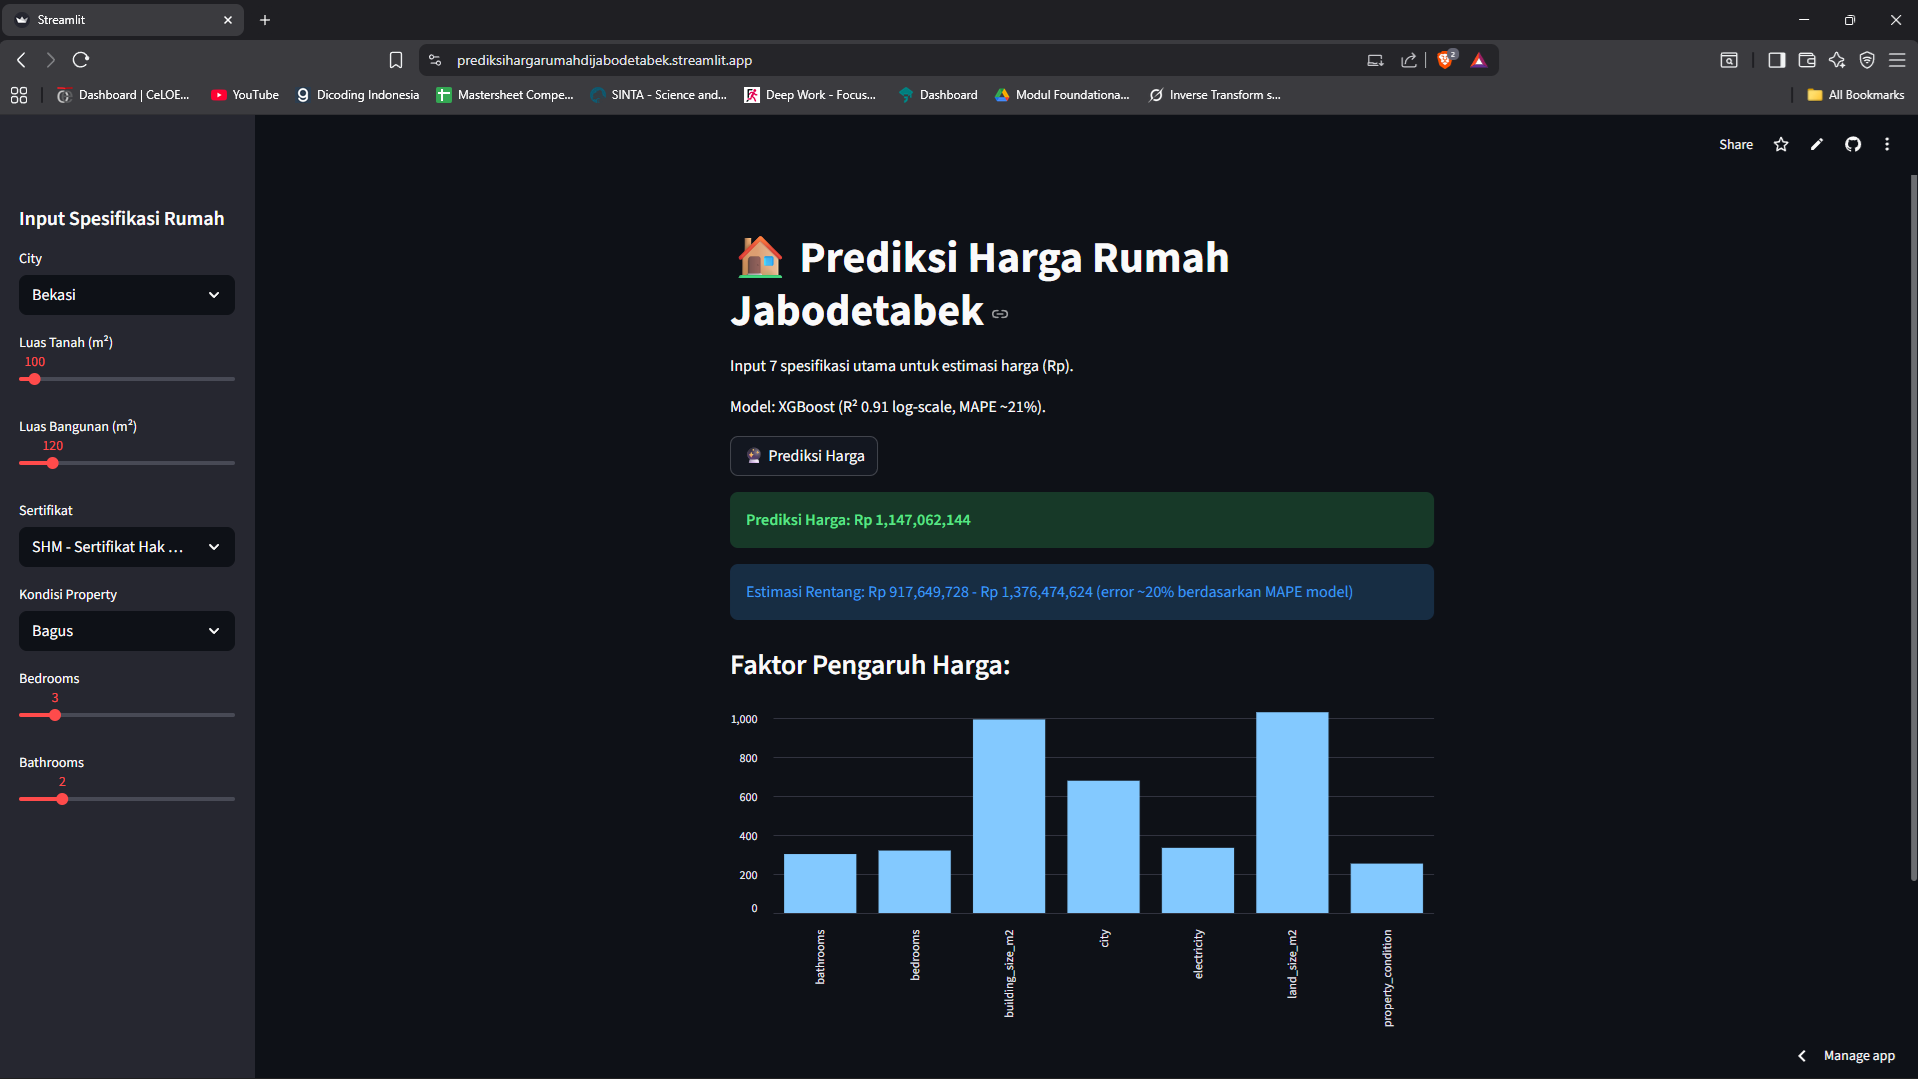 Streamlit
prediksihargarumahdijabodetabek.streamlit.app
2
Dashboard | CeLOE...
YouTube
Dicoding Indonesia
Mastersheet Compe...
SINTA - Science and...
Deep Work - Focus...
Dashboard
Modul Foundationa...
Inverse Transform s...
All Bookmarks
Share
Input Spesifikasi Rumah
City
Bekasi
Luas Tanah (m²)
100
Luas Bangunan (m²)
120
Sertifikat
SHM - Sertifikat Hak ...
Kondisi Property
Bagus
Bedrooms
3
Bathrooms
2
Prediksi Harga Rumah
Jabodetabek
Input 7 spesifikasi utama untuk estimasi harga (Rp).
Model: XGBoost (R² 0.91 log-scale, MAPE ~21%).
Prediksi Harga
Prediksi Harga: Rp 1,147,062,144
Estimasi Rentang: Rp 917,649,728 - Rp 1,376,474,624 (error ~20% berdasarkan MAPE model)
Faktor Pengaruh Harga:
1,000
800
600
400
200
0
bathrooms
bedrooms
building_size_m2
city
electricity
land_size_m2
property_condition
Manage app